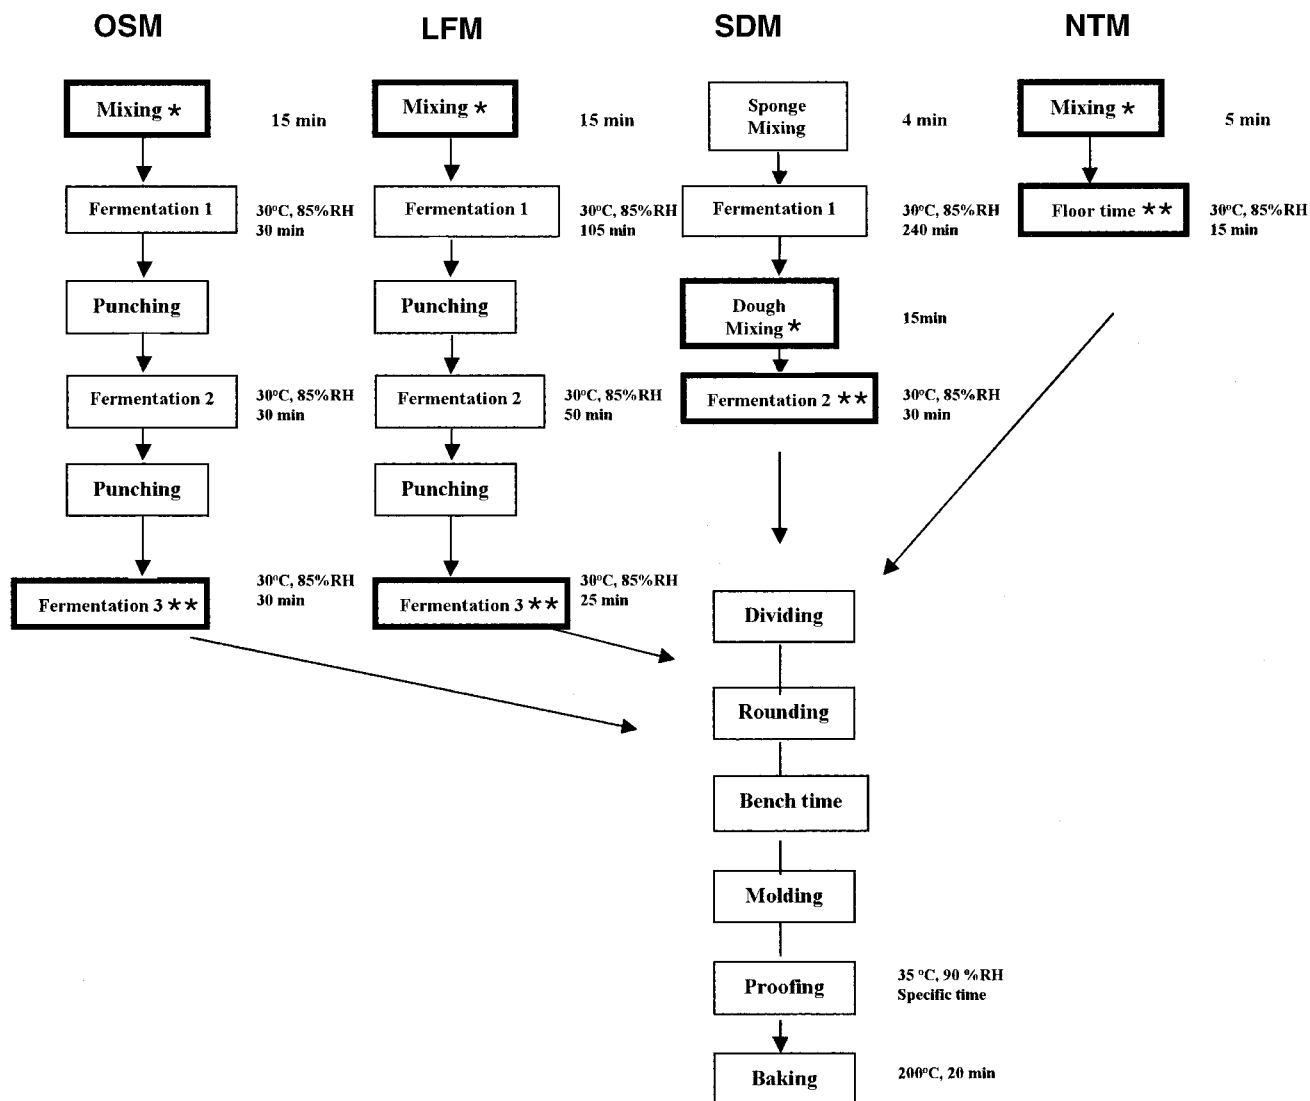 OSM
LFM
SDM
NTM
Mixing *
15 min
Mixing *
15 min
Sponge
Mixing
4 min
Mixing *
5 min
Fermentation 1
30°C, 85%RH
30 min
Fermentation 1
30°C, 85%RH
105 min
Fermentation 1
30°C, 85%RH
240 min
Floor time **
30°C, 85%RH
15 min
Punching
Punching
Dough
Mixing *
15min
Fermentation 2
30°C, 85%RH
30 min
Fermentation 2
30°C, 85%RH
50 min
Fermentation 2 **
30°C, 85%RH
30 min
Punching
Punching
Fermentation 3 **
30°C, 85%RH
30 min
Fermentation 3 **
30°C, 85%RH
25 min
Dividing
Rounding
Bench time
Molding
Proofing
35 °C, 90 %RH
Specific time
Baking
200°C, 20 min